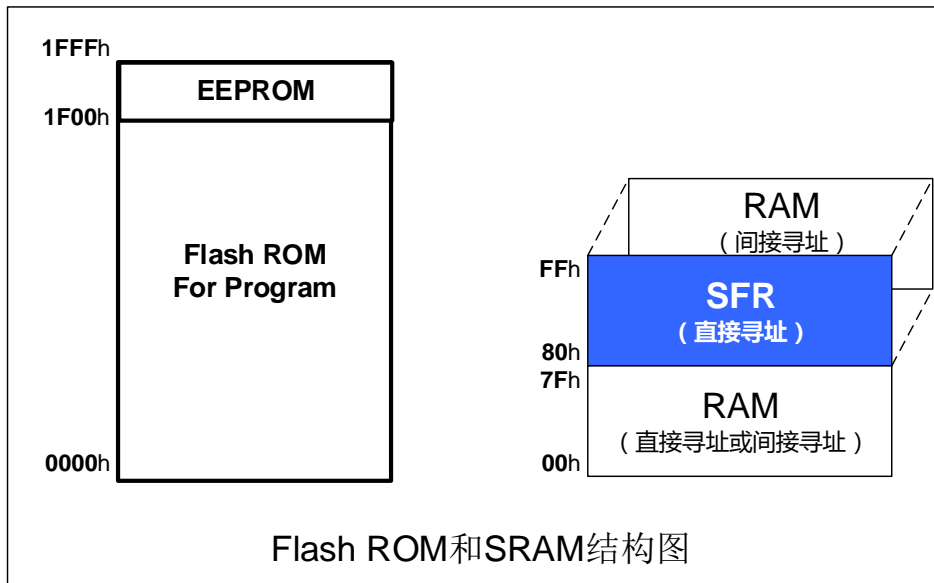 1FFFh
EEPROM
1F00h
Flash ROM
For Program
0000h
RAM
（间接寻址）
FFh
SFR
（直接寻址）
80h
7Fh
RAM
（直接寻址或间接寻址）
00h
Flash ROM和SRAM结构图